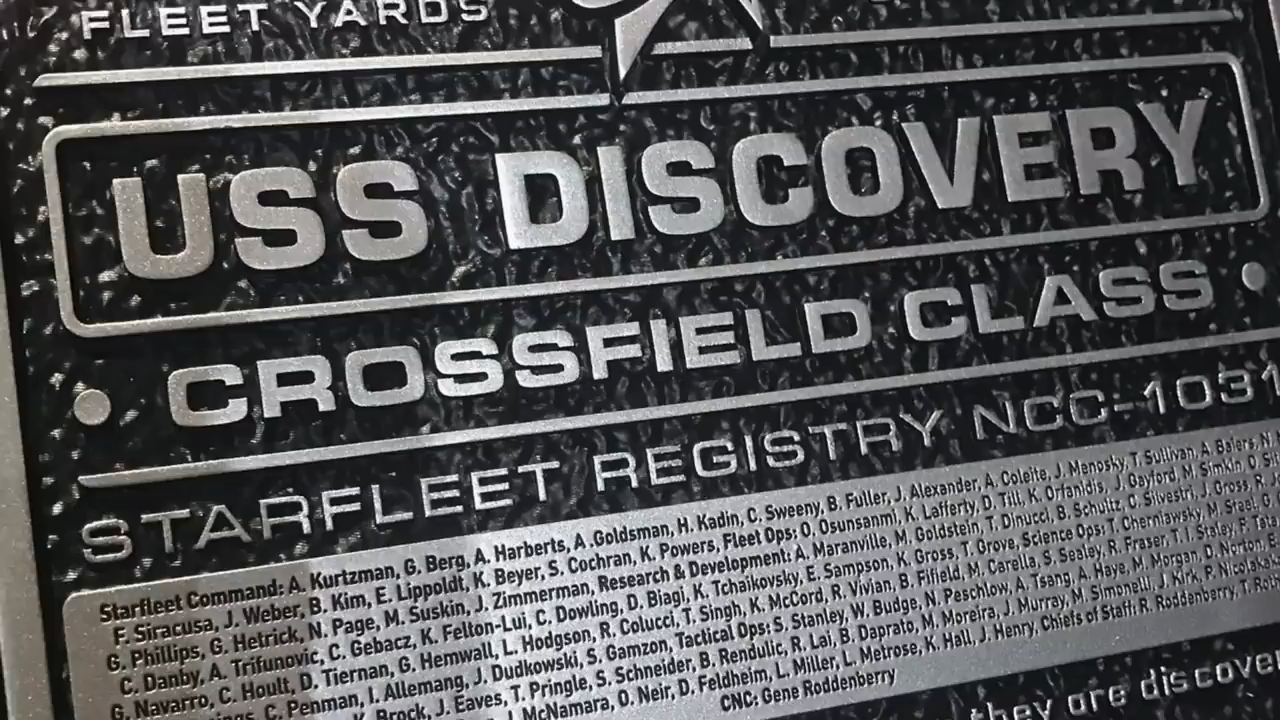 FLEET YARDS
USS DISCOVERY
• CROSSFIELD CLASS •
STARFLEET REGISTRY NCC-1031
Starfleet Command: A. Kurtzman, G. Berg, A. Harberts, A. Goldsman, H. Kadin, C. Sweeny, B. Fuller, J. Alexander, A. Coleite, J. Menosky, T. Sullivan, A. Baiers, N.
F. Siracusa, J. Weber, B. Kim, E. Lippoldt, K. Beyer, S. Cochran, K. Powers, Fleet Ops: O. Osunsanmi, K. Lafferty, D. Till, K. Orfanidis, J. Gayford, M. Simkin, D.
G. Phillips, G. Hetrick, N. Page, M. Suskin, J. Zimmerman, Research & Development: A. Maranville, M. Goldstein, T. Dinucci, B. Schultz, C. Silvestri, J. Gross, R.
C. Danby, A. Trifunovic, C. Gebacz, K. Felton-Lui, C. Dowling, D. Biagi, K. Tchaikovsky, E. Sampson, K. Gross, T. Grove, Science Ops: T. Cherniawsky, M. Steel, G.
G. Navarro, C. Hoult, D. Tiernan, G. Hemwall, L. Hodgson, R. Colucci, T. Singh, K. McCord, R. Vivian, B. Fifield, M. Carella, S. Sealey, R. Fraser, T. I. Staley, F.
C. Penman, I. Allemang, J. Dudkowski, S. Gamzon, Tactical Ops: S. Stanley, W. Budge, N. Peschlow, A. Tsang, A. Haye, M. Morgan, D. Norton, E.
K. Brock, J. Eaves, T. Pringle, S. Schneider, B. Rendulic, R. Lai, B. Daprato, M. Moreira, J. Murray, M. Simonelli, J. Kirk, P.
J. McNamara, O. Neir, D. Feldheim, L. Miller, L. Metrose, K. Hall, J. Henry, Chiefs of Staff: R. Roddenberry, T.
CNC: Gene Roddenberry
they are discover